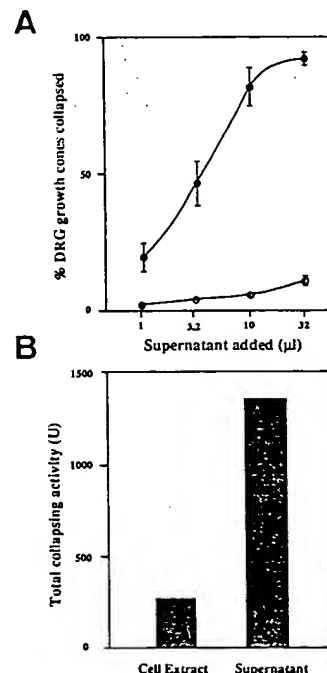 A
100
50
0
% DRG growth cones collapsed
1 3.2 10 32
Supernatant added (µl)
B
1500
1000
500
0
Total collapsing activity (U)
Cell Extract Supernatant